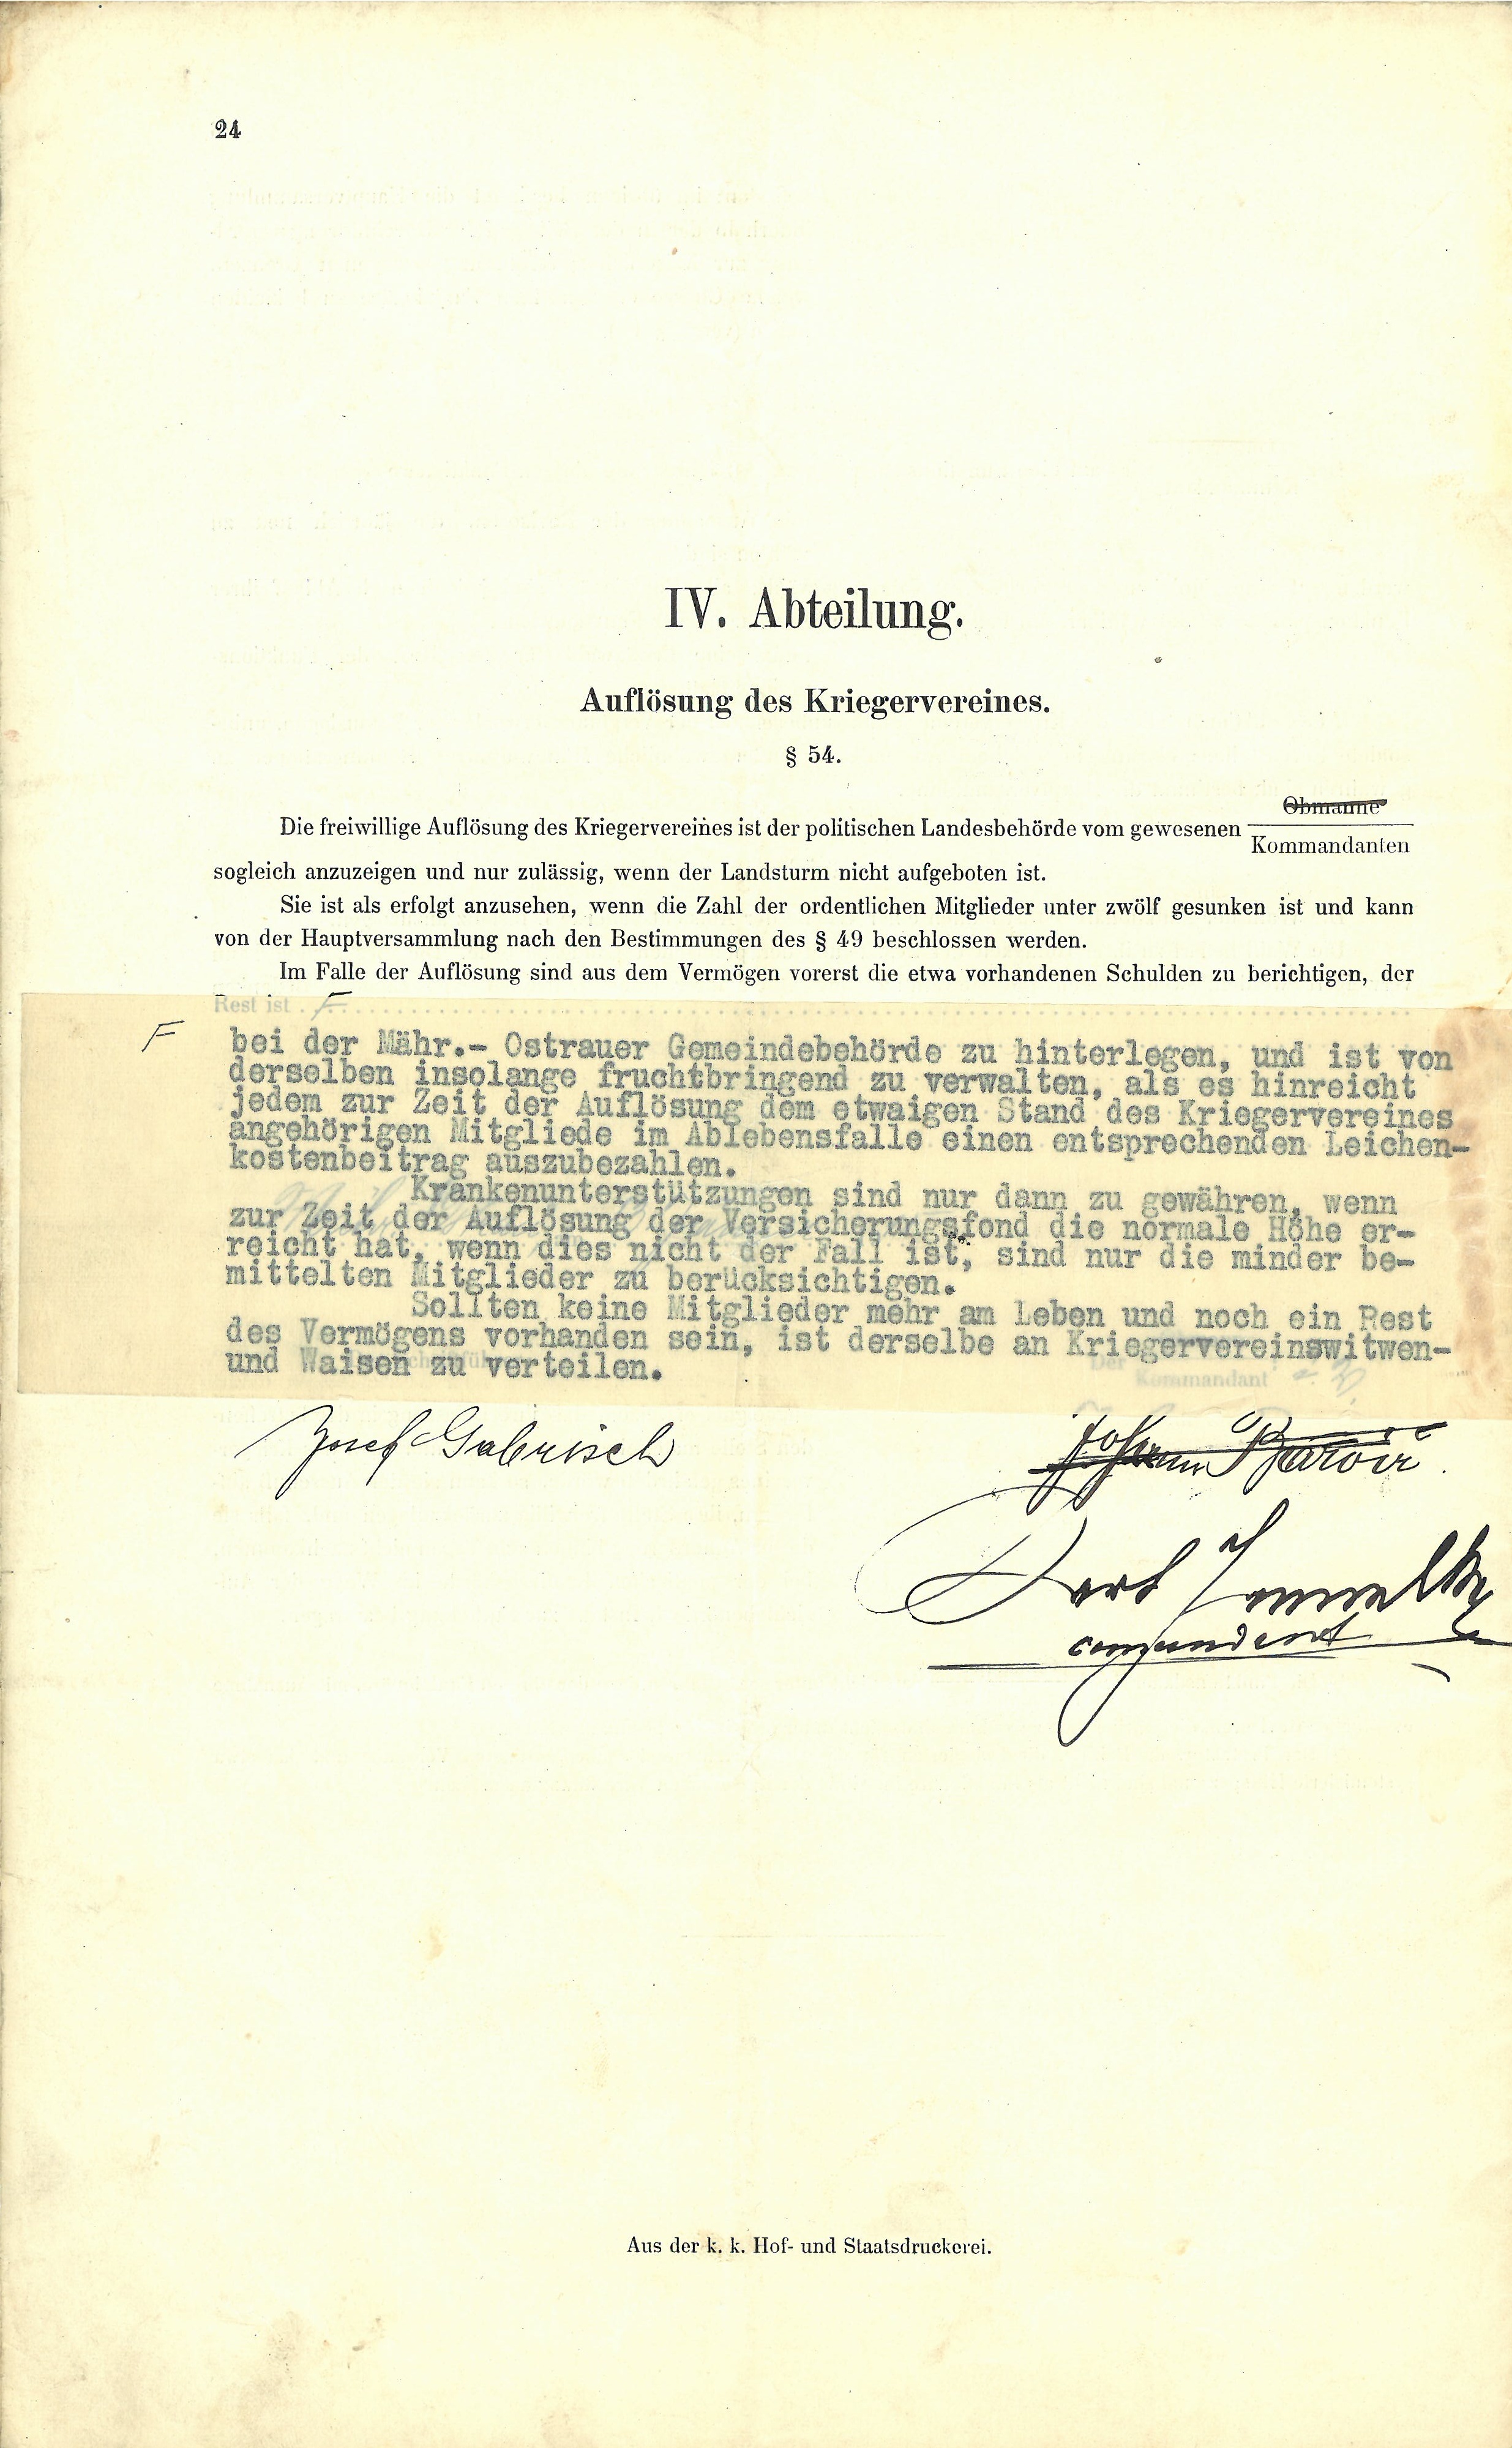 24
IV. Abteilung.
Auflösung des Kriegervereines.
§ 54.
Obmanne
Die freiwillige Auflösung des Kriegervereines ist der politischen Landesbehörde vom gewesenen
Kommandanten
sogleich anzuzeigen und nur zulässig, wenn der Landsturm nicht aufgeboten ist.
Sie ist als erfolgt anzusehen, wenn die Zahl der ordentlichen Mitglieder unter zwölf gesunken ist und kann
von der Hauptversammlung nach den Bestimmungen des § 49 beschlossen werden.
Im Falle der Auflösung sind aus dem Vermögen vorerst die etwa vorhandenen Schulden zu berichtigen, der
Rest ist F
F bei der Mähr.- Ostrauer Gemeindebehörde zu hinterlegen, und ist von
derselben insolange fruchtbringend zu verwalten, als es hinreicht
jedem zur Zeit der Auflösung dem etwaigen Stand des Kriegervereines
angehörigen Mitgliede im Ablebensfalle einen entsprechenden Leichen-
kostenbeitrag auszubezahlen.
Krankenunterstützungen sind nur dann zu gewähren, wenn
zur Zeit der Auflösung der Versicherungsfond die normale Höhe er-
reicht hat, wenn dies nicht der Fall ist, sind nur die minder be-
mittelten Mitglieder zu berücksichtigen.
Sollten keine Mitglieder mehr am Leben und noch ein Rest
des Vermögens vorhanden sein, ist derselbe an Kriegervereinswitwen-
und Waisen zu verteilen.
Der
Kommandant
Josef Gabrisch
Johann
comandant
Aus der k. k. Hof- und Staatsdruckerei.